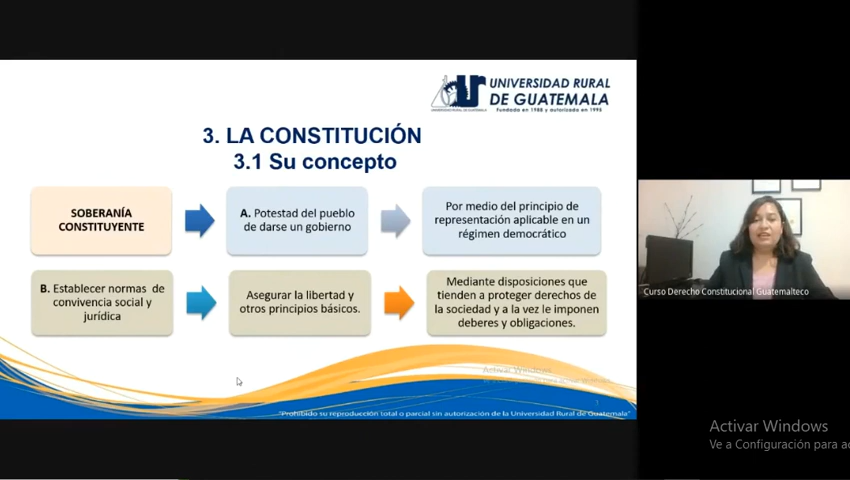 UNIVERSIDAD RURAL
DE GUATEMALA
Fundada en 1988 y autorizada en 1995
3. LA CONSTITUCIÓN
3.1 Su concepto
SOBERANÍA
CONSTITUYENTE
A. Potestad del pueblo
de darse un gobierno
Por medio del principio de
representación aplicable en un
régimen democrático
B. Establecer normas de
convivencia social y
jurídica
Asegurar la libertad y
otros principios básicos.
Mediante disposiciones que
tienden a proteger derechos de
la sociedad y a la vez le imponen
deberes y obligaciones.
Activar Windows
1
"Prohibido su reproducción total o parcial sin autorización de la Universidad Rural de Guatemala"
Curso Derecho Constitucional Guatemalteco
Activar Windows
Ve a Configuración para ac